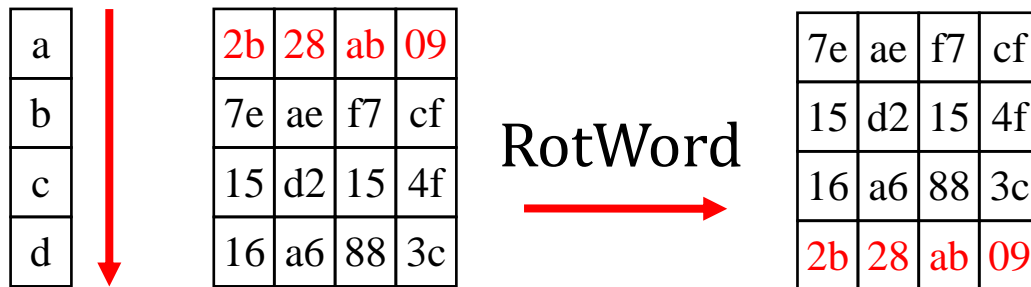 a
b
c
d
2b 28 ab 09
7e ae f7 cf
15 d2 15 4f
16 a6 88 3c
RotWord
7e ae f7 cf
15 d2 15 4f
16 a6 88 3c
2b 28 ab 09